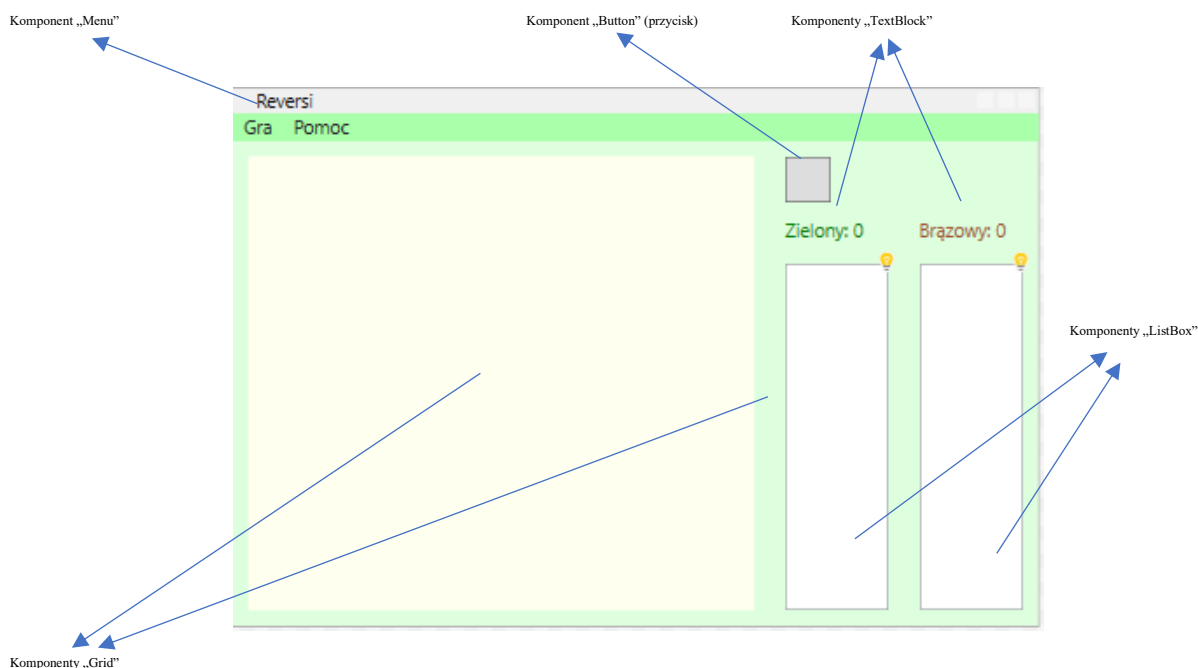 Komponent „Menu”
Komponent „Button” (przycisk)
Komponenty „TextBlock”
Reversi
Gra Pomoc
Zielony: 0
Brązowy: 0
Komponenty „ListBox”
Komponenty „Grid”